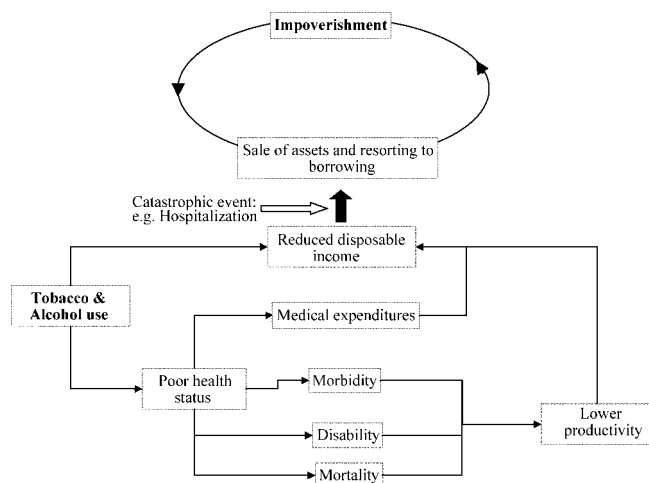 Impoverishment
Sale of assets and resorting to
borrowing
Catastrophic event:
e.g. Hospitalization
Reduced disposable
income
Tobacco &
Alcohol use
Medical expenditures
Poor health
status
Morbidity
Disability
Mortality
Lower
productivity